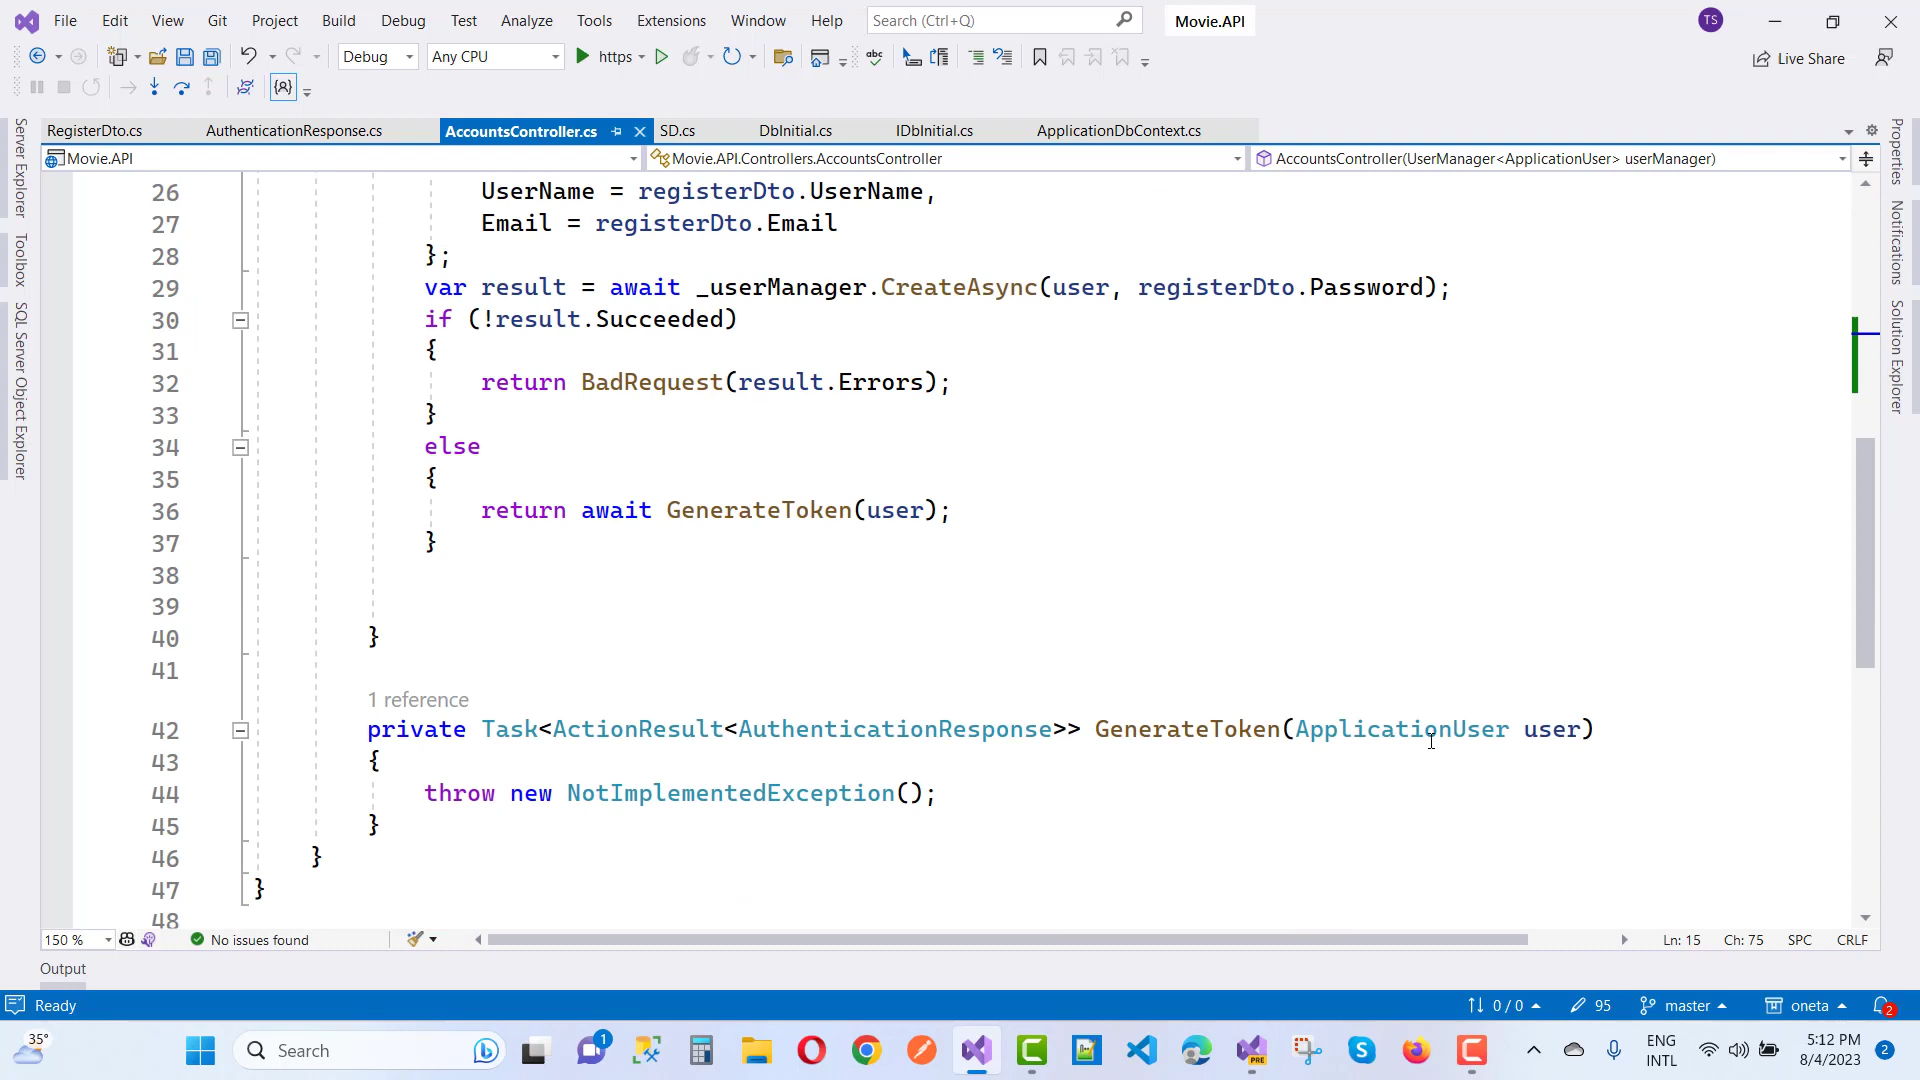 File Edit View Git Project Build Debug Test Analyze Tools Extensions Window Help Search (Ctrl+Q) Movie.API TS
Debug Any CPU https Live Share
RegisterDto.cs AuthenticationResponse.cs AccountsController.cs SD.cs DbInitial.cs IDbInitial.cs ApplicationDbContext.cs
Movie.API Movie.API.Controllers.AccountsController AccountsController(UserManager<ApplicationUser> userManager)
Server Explorer
Toolbox
SQL Server Object Explorer
Properties
Notifications
Solution Explorer
26 UserName = registerDto.UserName,
27 Email = registerDto.Email
28 };
29 var result = await _userManager.CreateAsync(user, registerDto.Password);
30 if (!result.Succeeded)
31 {
32 return BadRequest(result.Errors);
33 }
34 else
35 {
36 return await GenerateToken(user);
37 }
38
39
40 }
41
1 reference
42 private Task<ActionResult<AuthenticationResponse>> GenerateToken(ApplicationUser user)
43 {
44 throw new NotImplementedException();
45 }
46 }
47 }
48
150 % No issues found Ln: 15 Ch: 75 SPC CRLF
Output
Ready 0 / 0 95 master oneta 2
35° Search 1 PRE ENG INTL 5:12 PM 8/4/2023 2